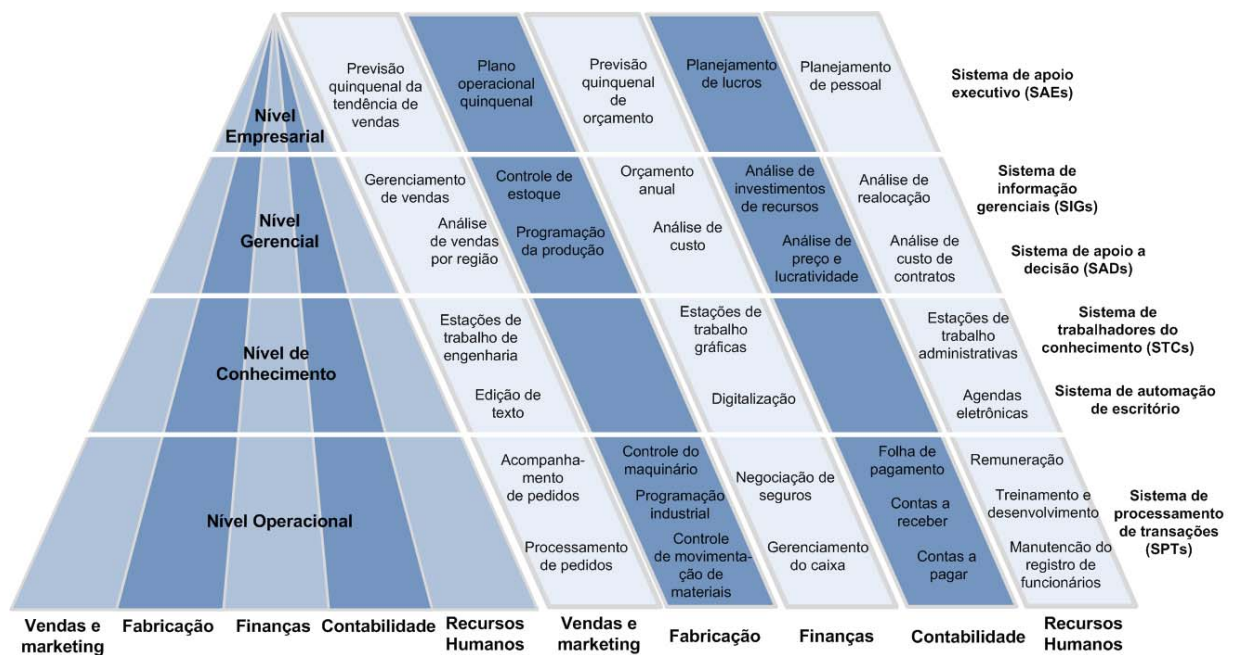 Previsão
quinquenal da
tendência de
vendas
Plano
operacional
quinquenal
Previsão
quinquenal
de
orçamento
Planejamento
de lucros
Planejamento
de pessoal
Sistema de apoio
executivo (SAEs)
Nível
Empresarial
Gerenciamento
de vendas
Controle de
estoque
Orçamento
anual
Análise de
investimentos
de recursos
Análise de
realocação
Sistema de
informação
gerenciais (SIGs)
Nível
Gerencial
Análise
de vendas
por região
Programação
da produção
Análise de
custo
Análise de
preço e
lucratividade
Análise de
custo de
contratos
Sistema de apoio a
decisão (SADs)
Nível de
Conhecimento
Estações de
trabalho de
engenharia
Estações de
trabalho
gráficas
Estações de
trabalho
administrativas
Sistema de
trabalhadores do
conhecimento (STCs)
Edição de
texto
Digitalização
Agendas
eletrônicas
Sistema de automação
de escritório
Nível Operacional
Acompanha-
mento
de pedidos
Controle do
maquinário
Negociação de
seguros
Folha de
pagamento
Remuneração
Programação
industrial
Contas a
receber
Treinamento e
desenvolvimento
Sistema de
processamento
de transações
(SPTs)
Processamento
de pedidos
Controle
de movimenta-
ção de
materiais
Gerenciamento
do caixa
Contas a
pagar
Manutencão do
registro de
funcionários
Vendas e
marketing
Fabricação
Finanças
Contabilidade
Recursos
Humanos
Vendas e
marketing
Fabricação
Finanças
Contabilidade
Recursos
Humanos